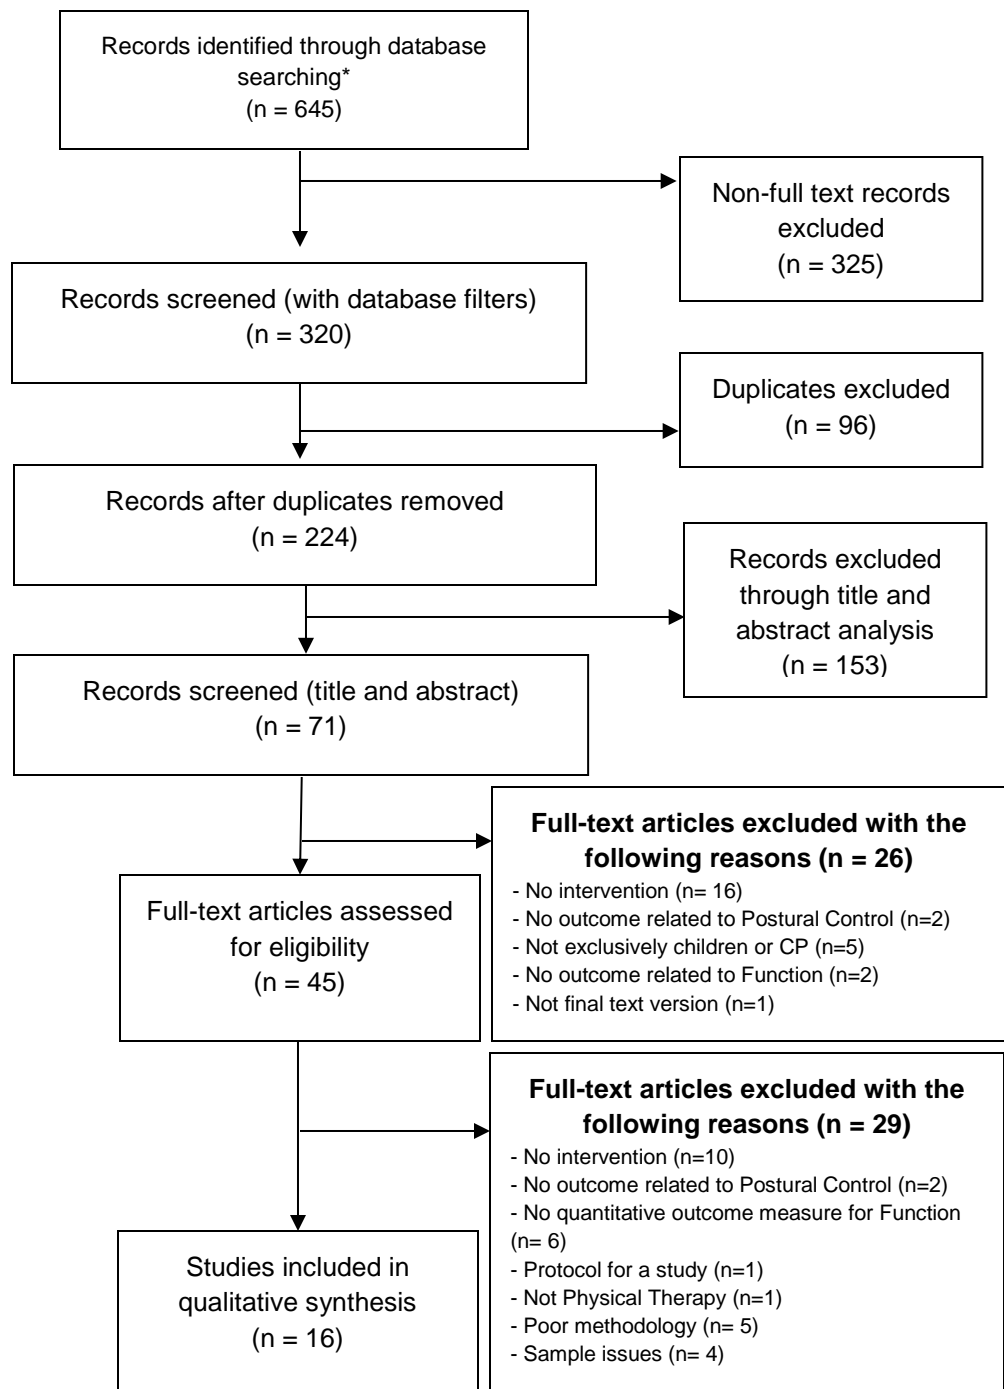 Records identified through database
searching*
(n = 645)
Non-full text records
excluded
(n = 325)
Records screened (with database filters)
(n = 320)
Duplicates excluded
(n = 96)
Records after duplicates removed
(n = 224)
Records excluded
through title and
abstract analysis
(n = 153)
Records screened (title and abstract)
(n = 71)
Full-text articles excluded with the
following reasons (n = 26)
- No intervention (n= 16)
- No outcome related to Postural Control (n=2)
- Not exclusively children or CP (n=5)
- No outcome related to Function (n=2)
- Not final text version (n=1)
Full-text articles assessed
for eligibility
(n = 45)
Full-text articles excluded with the
following reasons (n = 29)
- No intervention (n=10)
- No outcome related to Postural Control (n=2)
- No quantitative outcome measure for Function
(n= 6)
- Protocol for a study (n=1)
- Not Physical Therapy (n=1)
- Poor methodology (n= 5)
- Sample issues (n= 4)
Studies included in
qualitative synthesis
(n = 16)